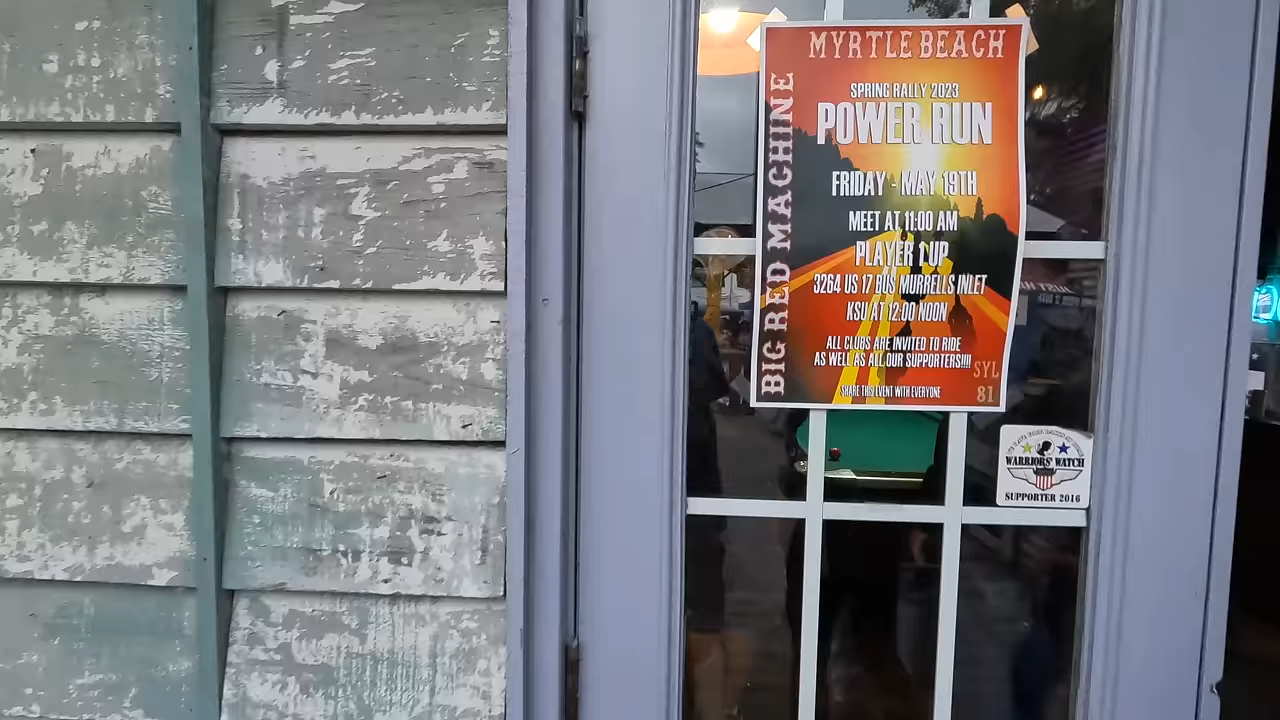 MYRTLE BEACH
BIG RED MACHINE
SPRING RALLY 2023
POWER RUN
FRIDAY - MAY 19TH
MEET AT 11:00 AM
PLAYER 1 UP
3264 US 17 BUS MURRELLS INLET
KSU AT 12:00 NOON
ALL CLUBS ARE INVITED TO RIDE
AS WELL AS ALL OUR SUPPORTERS!!!!
SYL
81
SHARE THIS EVENT WITH EVERYONE
WARRIORS' WATCH
SUPPORTER 2016